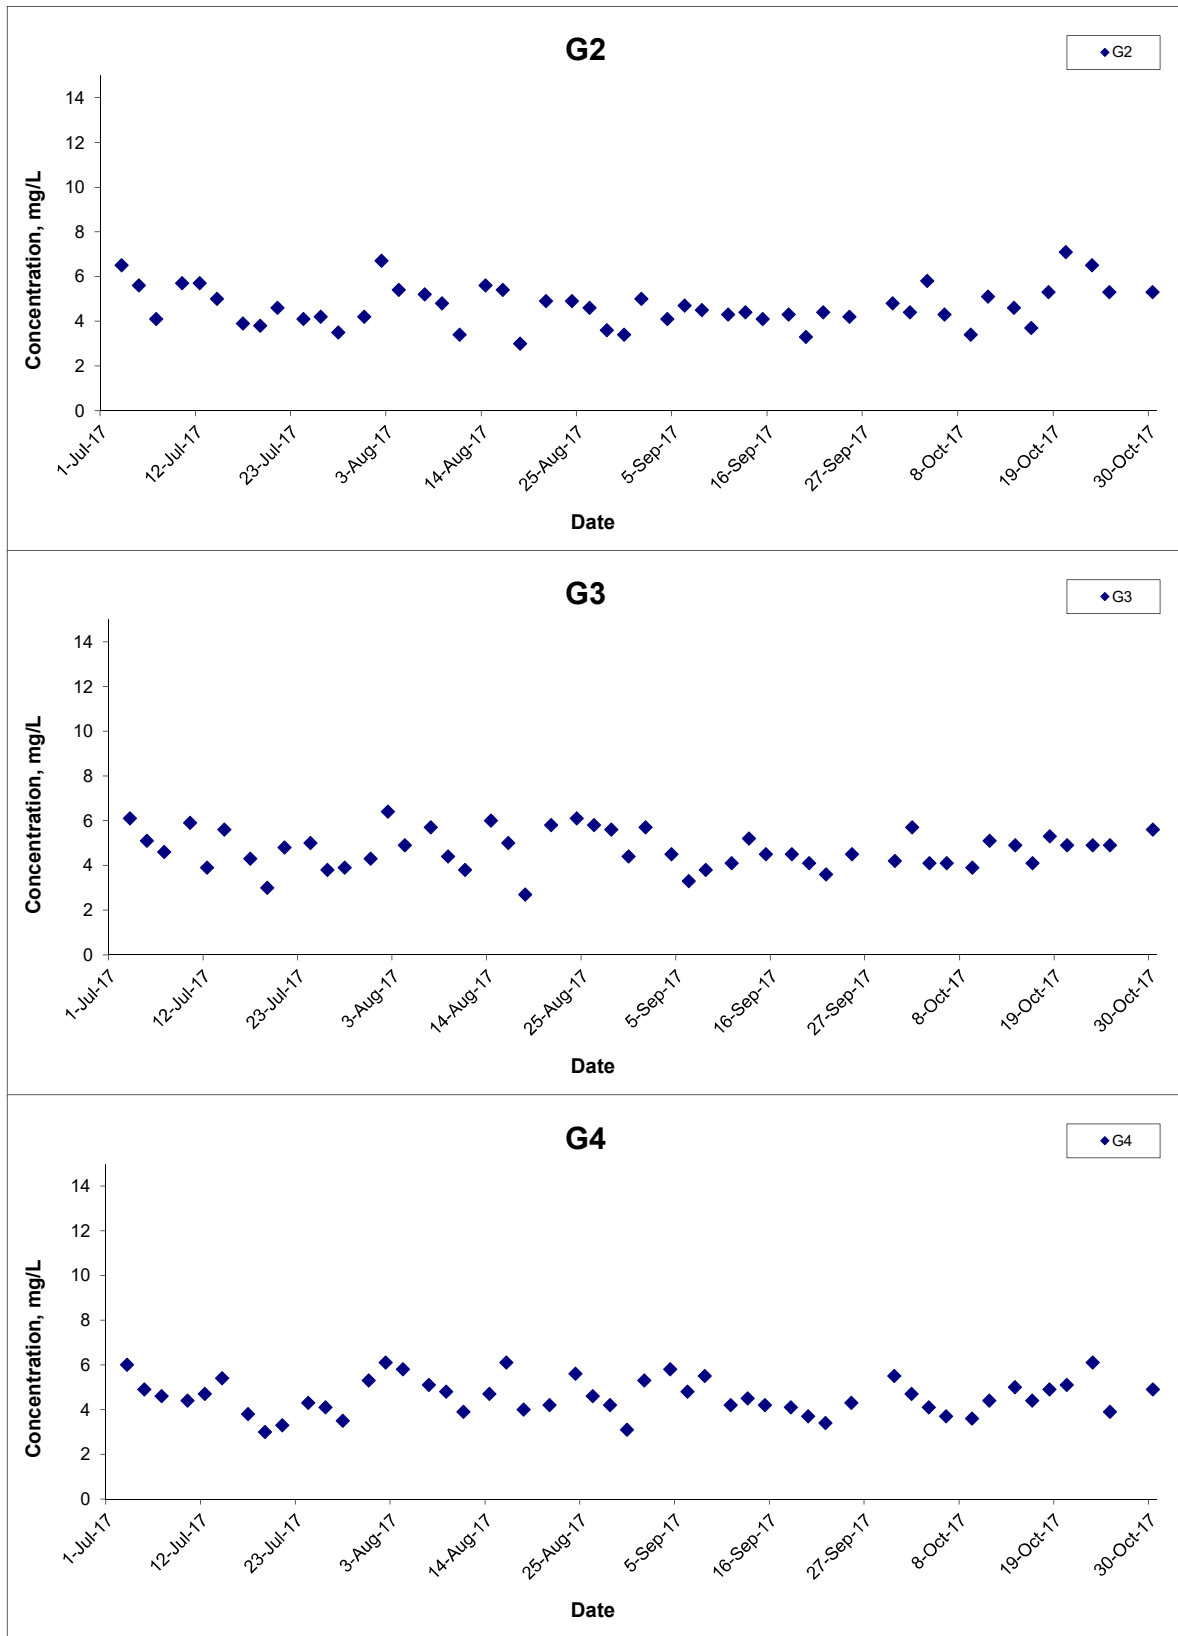 G2
G2
14
12
10
8
6
4
2
0
Concentration, mg/L
1-Jul-17 12-Jul-17 23-Jul-17 3-Aug-17 14-Aug-17 25-Aug-17 5-Sep-17 16-Sep-17 27-Sep-17 8-Oct-17 19-Oct-17 30-Oct-17
Date
G3
G3
14
12
10
8
6
4
2
0
Concentration, mg/L
1-Jul-17 12-Jul-17 23-Jul-17 3-Aug-17 14-Aug-17 25-Aug-17 5-Sep-17 16-Sep-17 27-Sep-17 8-Oct-17 19-Oct-17 30-Oct-17
Date
G4
G4
14
12
10
8
6
4
2
0
Concentration, mg/L
1-Jul-17 12-Jul-17 23-Jul-17 3-Aug-17 14-Aug-17 25-Aug-17 5-Sep-17 16-Sep-17 27-Sep-17 8-Oct-17 19-Oct-17 30-Oct-17
Date